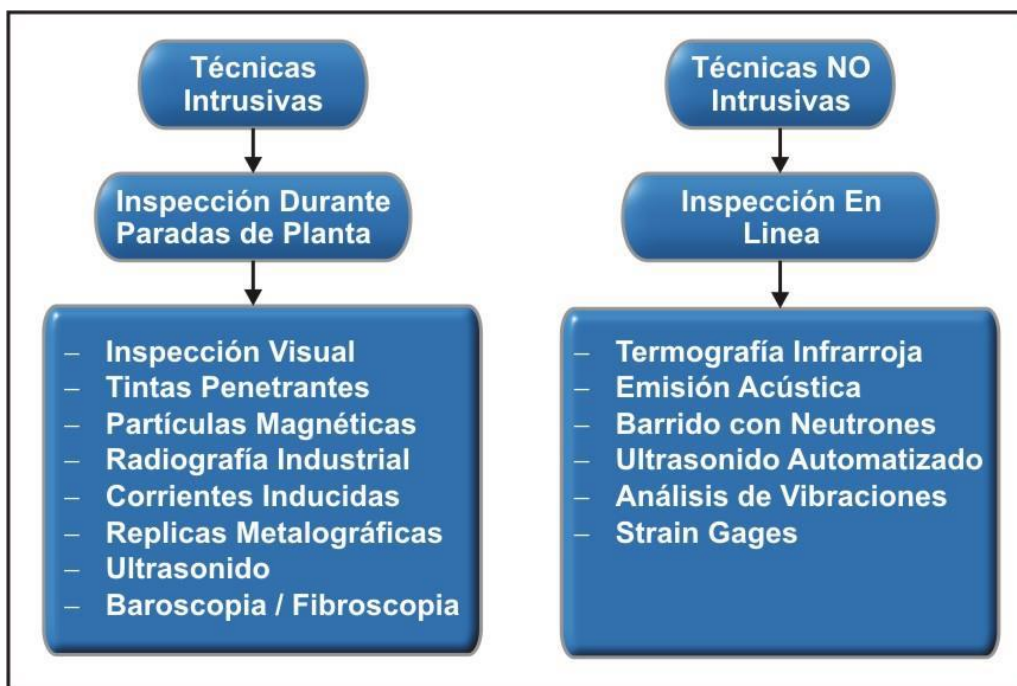 Técnicas
Intrusivas
Inspección Durante
Paradas de Planta
– Inspección Visual
– Tintas Penetrantes
– Partículas Magnéticas
– Radiografía Industrial
– Corrientes Inducidas
– Replicas Metalográficas
– Ultrasonido
– Baroscopia / Fibroscopia
Técnicas NO
Intrusivas
Inspección En
Linea
– Termografía Infrarroja
– Emisión Acústica
– Barrido con Neutrones
– Ultrasonido Automatizado
– Análisis de Vibraciones
– Strain Gages